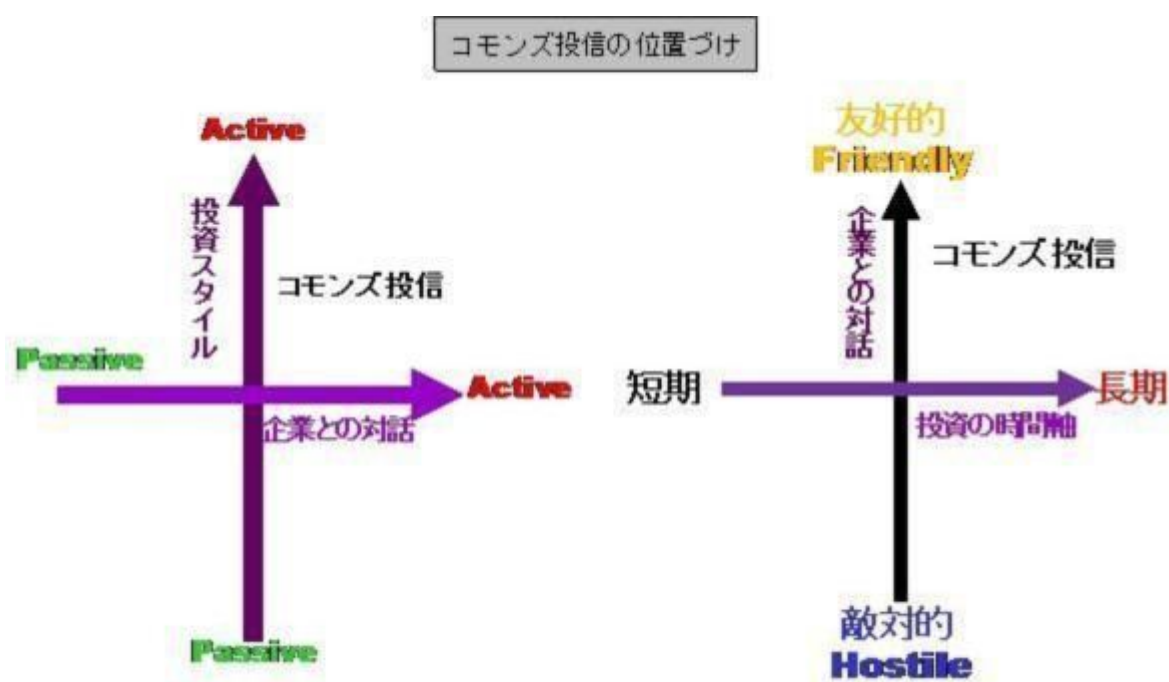 コモンズ投信の位置づけ
Active
投資スタイル
コモンズ投信
Passive
Active
企業との対話
Passive
友好的
Friendly
企業との対話
コモンズ投信
短期
長期
投資の時間軸
敵対的
Hostile